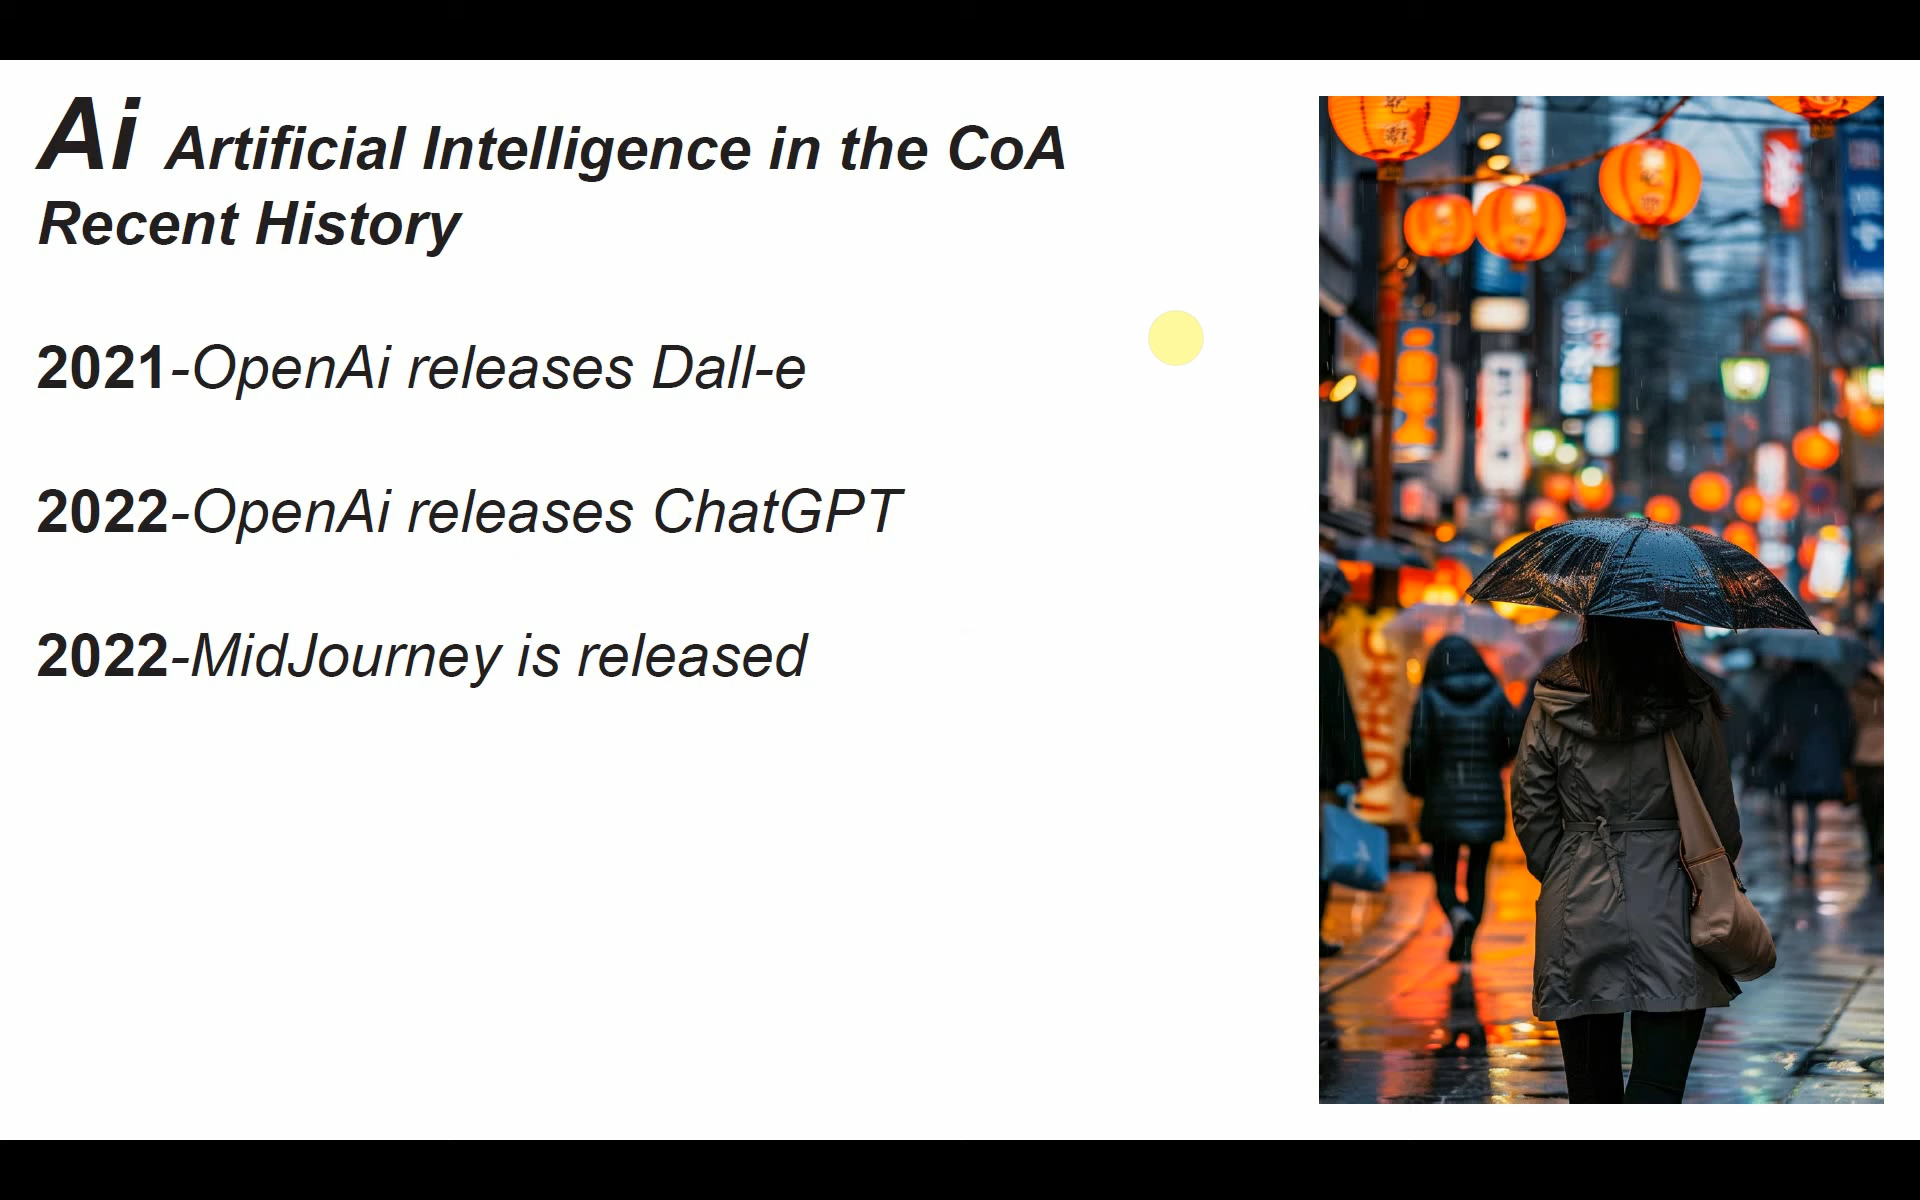 Ai Artificial Intelligence in the CoA
Recent History
2021-OpenAi releases Dall-e
2022-OpenAi releases ChatGPT
2022-MidJourney is released